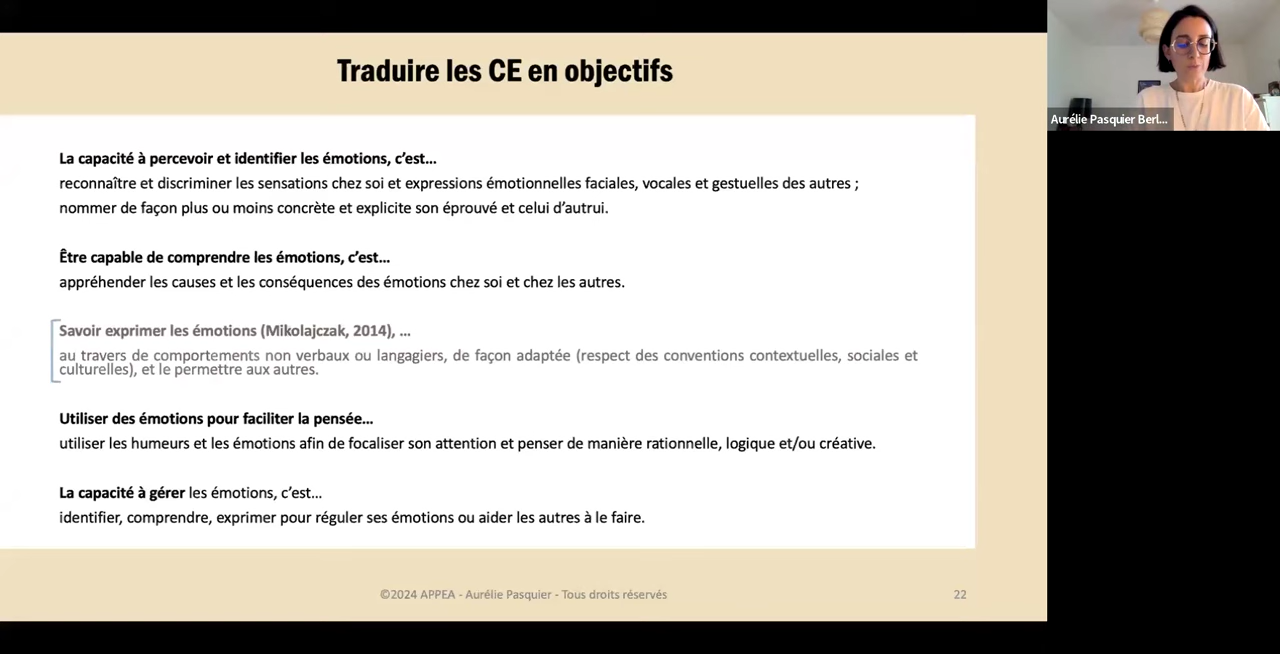 Traduire les CE en objectifs
Aurélie Pasquier Berl...
La capacité à percevoir et identifier les émotions, c’est…
reconnaître et discriminer les sensations chez soi et expressions émotionnelles faciales, vocales et gestuelles des autres ;
nommer de façon plus ou moins concrète et explicite son éprouvé et celui d’autrui.
Être capable de comprendre les émotions, c’est…
appréhender les causes et les conséquences des émotions chez soi et chez les autres.
Savoir exprimer les émotions (Mikolajczak, 2014), …
au travers de comportements non verbaux ou langagiers, de façon adaptée (respect des conventions contextuelles, sociales et
culturelles), et le permettre aux autres.
Utiliser des émotions pour faciliter la pensée…
utiliser les humeurs et les émotions afin de focaliser son attention et penser de manière rationnelle, logique et/ou créative.
La capacité à gérer les émotions, c’est…
identifier, comprendre, exprimer pour réguler ses émotions ou aider les autres à le faire.
©2024 APPEA - Aurélie Pasquier - Tous droits réservés
22